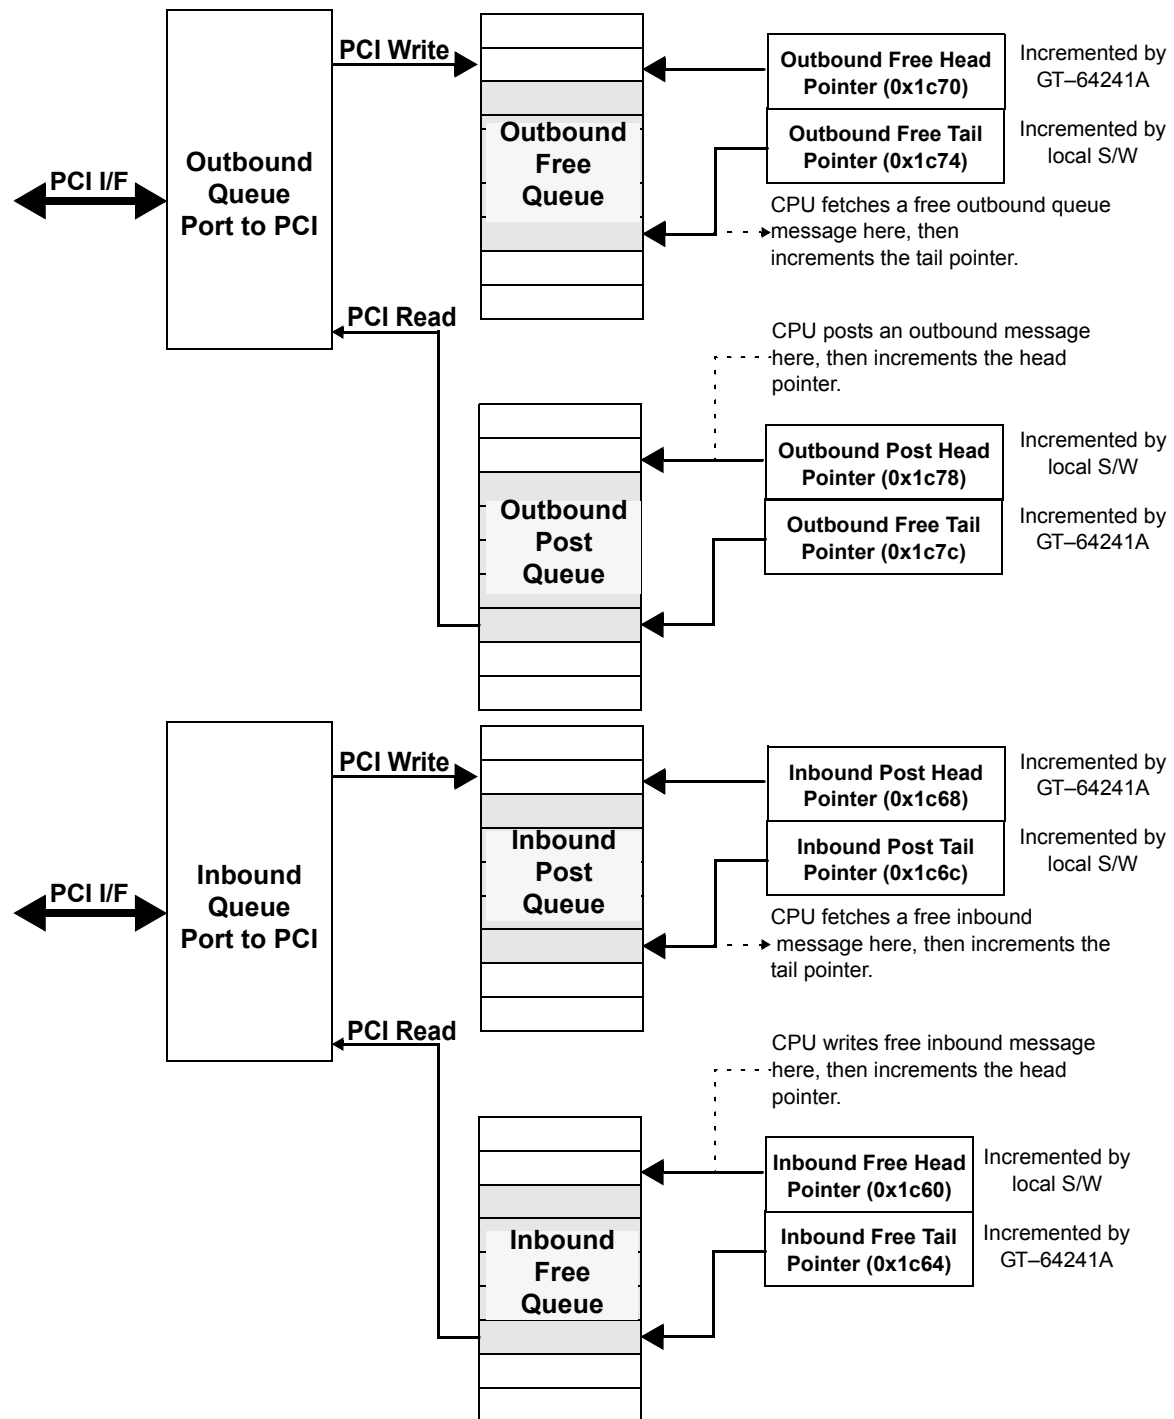 PCI Write
Outbound Free Head
Pointer (0x1c70)
Incremented by
GT–64241A
Outbound
Free
Queue
Outbound Free Tail
Pointer (0x1c74)
Incremented by
local S/W
PCI I/F
Outbound
Queue
Port to PCI
CPU fetches a free outbound queue
message here, then
increments the tail pointer.
PCI Read
CPU posts an outbound message
here, then increments the head
pointer.
Outbound Post Head
Pointer (0x1c78)
Incremented by
local S/W
Outbound
Post
Queue
Outbound Free Tail
Pointer (0x1c7c)
Incremented by
GT–64241A
PCI Write
Inbound Post Head
Pointer (0x1c68)
Incremented by
GT–64241A
Inbound
Post
Queue
Inbound Post Tail
Pointer (0x1c6c)
Incremented by
local S/W
PCI I/F
Inbound
Queue
Port to PCI
CPU fetches a free inbound
message here, then increments the
tail pointer.
PCI Read
CPU writes free inbound message
here, then increments the head
pointer.
Inbound Free Head
Pointer (0x1c60)
Incremented by
local S/W
Inbound
Free
Queue
Inbound Free Tail
Pointer (0x1c64)
Incremented by
GT–64241A